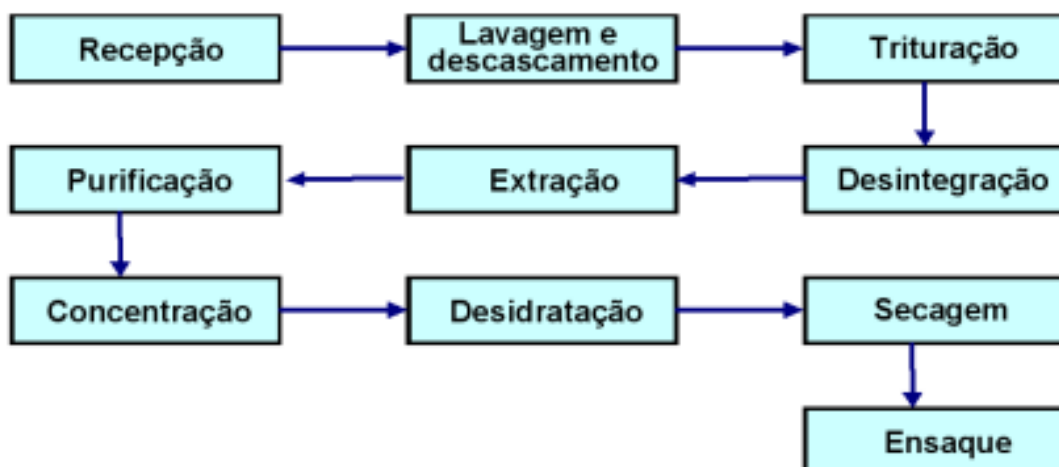 Recepção
Lavagem e
descascamento
Trituração
Purificação
Extração
Desintegração
Concentração
Desidratação
Secagem
Ensaque